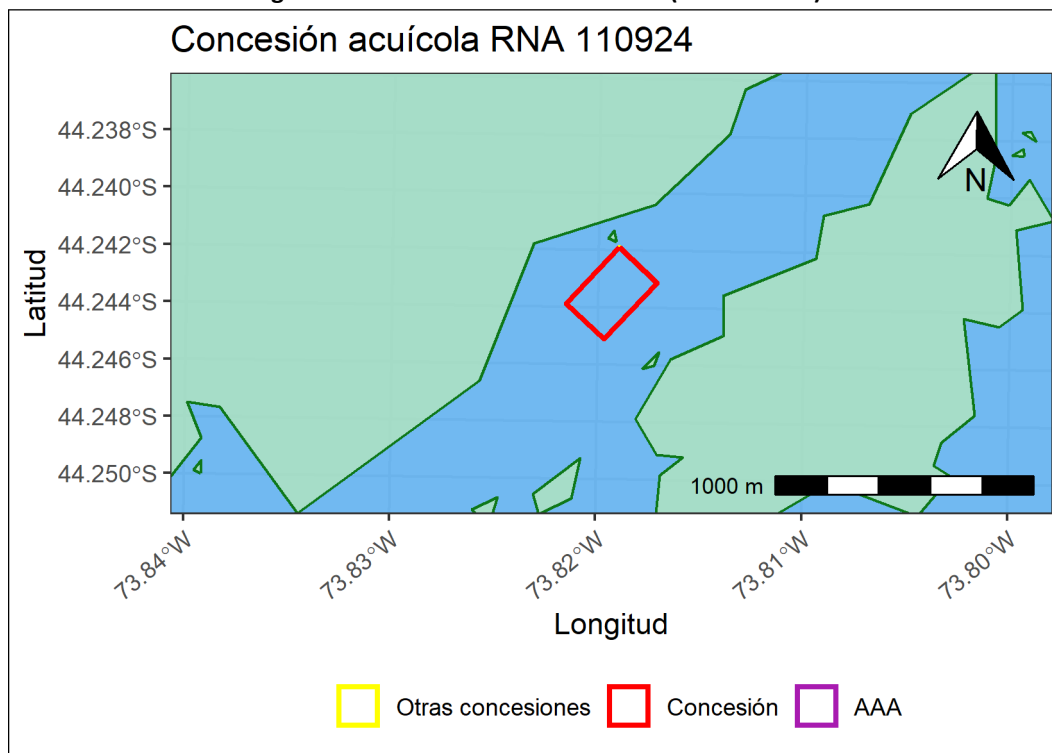 Concesión acuícola RNA 110924
44.238°S
44.240°S
44.242°S
44.244°S
44.246°S
44.248°S
44.250°S
Latitud
N
1000 m
73.84°W
73.83°W
73.82°W
73.81°W
73.80°W
Longitud
Otras concesiones
Concesión
AAA